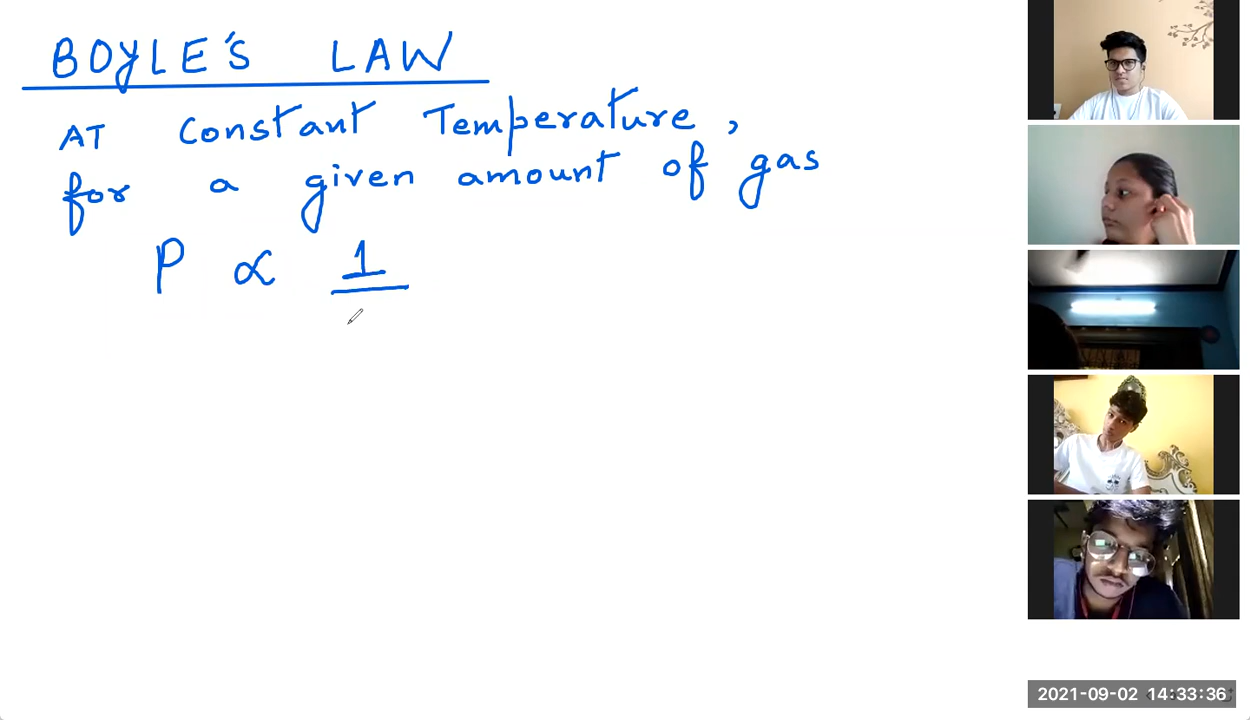 BOYLE'S LAW
AT Constant Temperature,
for a given amount of gas
P ∝ 1
2021-09-02 14:33:36